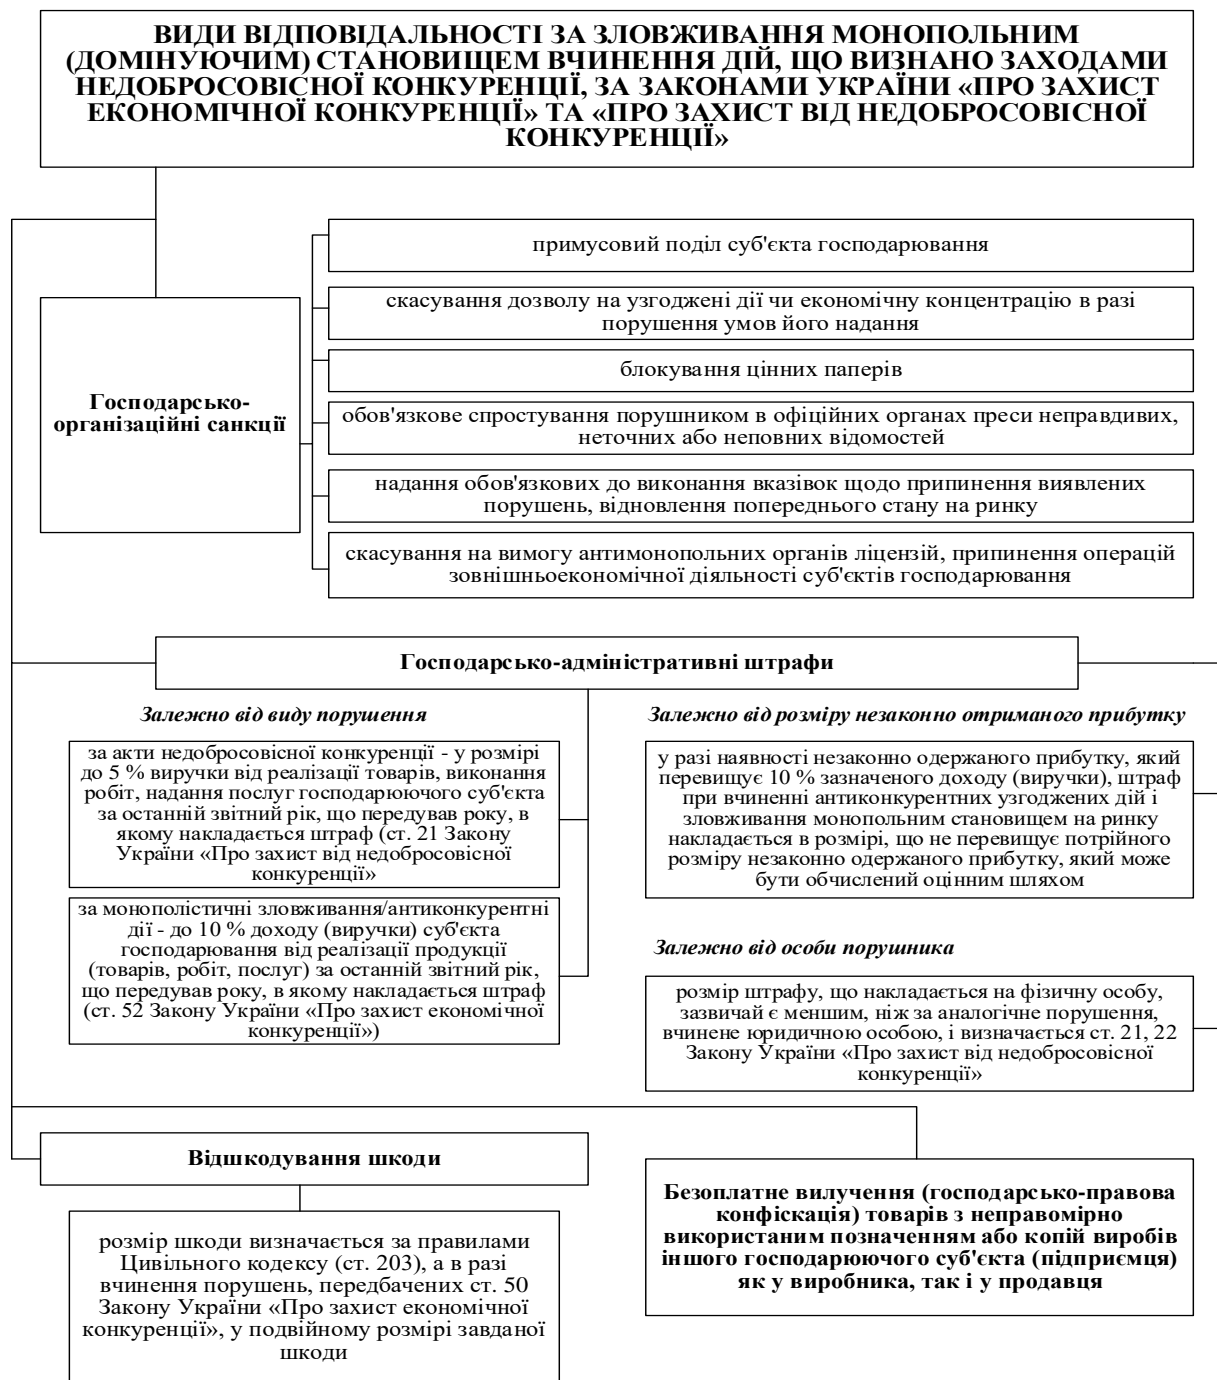 ВИДИ ВІДПОВІДАЛЬНОСТІ ЗА ЗЛОВЖИВАННЯ МОНОПОЛЬНИМ
(ДОМІНУЮЧИМ) СТАНОВИЩЕМ ВЧИНЕННЯ ДІЙ, ЩО ВИЗНАНО ЗАХОДАМИ
НЕДОБРОСОВІСНОЇ КОНКУРЕНЦІЇ, ЗА ЗАКОНАМИ УКРАЇНИ «ПРО ЗАХИСТ
ЕКОНОМІЧНОЇ КОНКУРЕНЦІЇ» ТА «ПРО ЗАХИСТ ВІД НЕДОБРОСОВІСНОЇ
КОНКУРЕНЦІЇ»
Господарсько-
організаційні санкції
примусовий поділ суб'єкта господарювання
скасування дозволу на узгоджені дії чи економічну концентрацію в разі
порушення умов його надання
блокування цінних паперів
обов'язкове спростування порушником в офіційних органах преси неправдивих,
неточних або неповних відомостей
надання обов'язкових до виконання вказівок щодо припинення виявлених
порушень, відновлення попереднього стану на ринку
скасування на вимогу антимонопольних органів ліцензій, припинення операцій
зовнішньоекономічної діяльності суб'єктів господарювання
Господарсько-адміністративні штрафи
Залежно від виду порушення
за акти недобросовісної конкуренції - у розмірі
до 5 % виручки від реалізації товарів, виконання
робіт, надання послуг господарюючого суб'єкта
за останній звітний рік, що передував року, в
якому накладається штраф (ст. 21 Закону
України «Про захист від недобросовісної
конкуренції»
за монополістичні зловживання/антиконкурентні
дії - до 10 % доходу (виручки) суб'єкта
господарювання від реалізації продукції
(товарів, робіт, послуг) за останній звітний рік,
що передував року, в якому накладається штраф
(ст. 52 Закону України «Про захист економічної
конкуренції»)
Залежно від розміру незаконно отриманого прибутку
у разі наявності незаконно одержаного прибутку, який
перевищує 10 % зазначеного доходу (виручки), штраф
при вчиненні антиконкурентних узгоджених дій і
зловживання монопольним становищем на ринку
накладається в розмірі, що не перевищує потрійного
розміру незаконно одержаного прибутку, який може
бути обчислений оцінним шляхом
Залежно від особи порушника
розмір штрафу, що накладається на фізичну особу,
зазвичай є меншим, ніж за аналогічне порушення,
вчинене юридичною особою, і визначається ст. 21, 22
Закону України «Про захист від недобросовісної
конкуренції»
Відшкодування шкоди
розмір шкоди визначається за правилами
Цивільного кодексу (ст. 203), а в разі
вчинення порушень, передбачених ст. 50
Закону України «Про захист економічної
конкуренції», у подвійному розмірі завданої
шкоди
Безоплатне вилучення (господарсько-правова
конфіскація) товарів з неправомірно
використаним позначенням або копій виробів
іншого господарюючого суб'єкта (підприємця)
як у виробника, так і у продавця